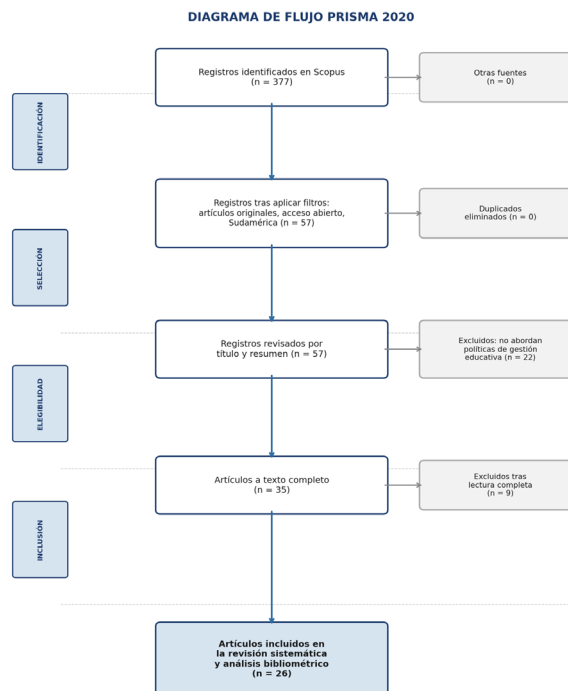 DIAGRAMA DE FLUJO PRISMA 2020
Registros identificados en Scopus
(n = 377)
Otras fuentes
(n = 0)
IDENTIFICACIÓN
Registros tras aplicar filtros:
artículos originales, acceso abierto,
Sudamérica (n = 57)
Duplicados
eliminados (n = 0)
SELECCIÓN
Registros revisados por
título y resumen (n = 57)
Excluidos: no abordan
políticas de gestión
educativa (n = 22)
ELEGIBILIDAD
Artículos a texto completo
(n = 35)
Excluidos tras
lectura completa
(n = 9)
INCLUSIÓN
Artículos incluidos en
la revisión sistemática
y análisis bibliométrico
(n = 26)